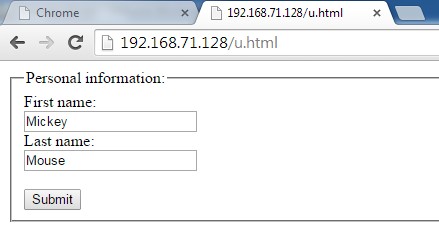 Chrome
192.168.71.128/u.html
192.168.71.128/u.html
Personal information:
First name:
Mickey
Last name:
Mouse
Submit